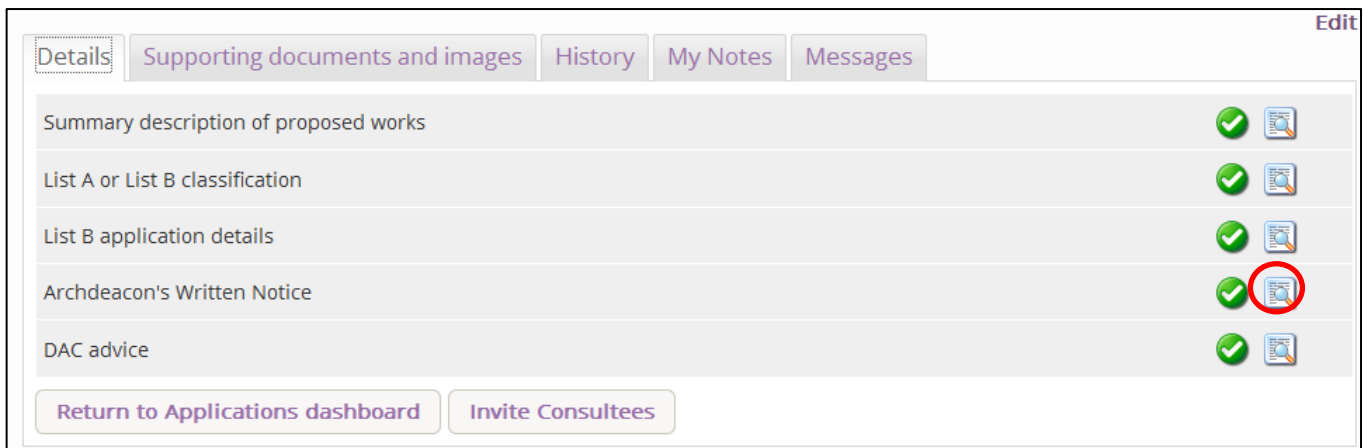 Edit
Details Supporting documents and images History My Notes Messages
Summary description of proposed works
List A or List B classification
List B application details
Archdeacon's Written Notice
DAC advice
Return to Applications dashboard Invite Consultees